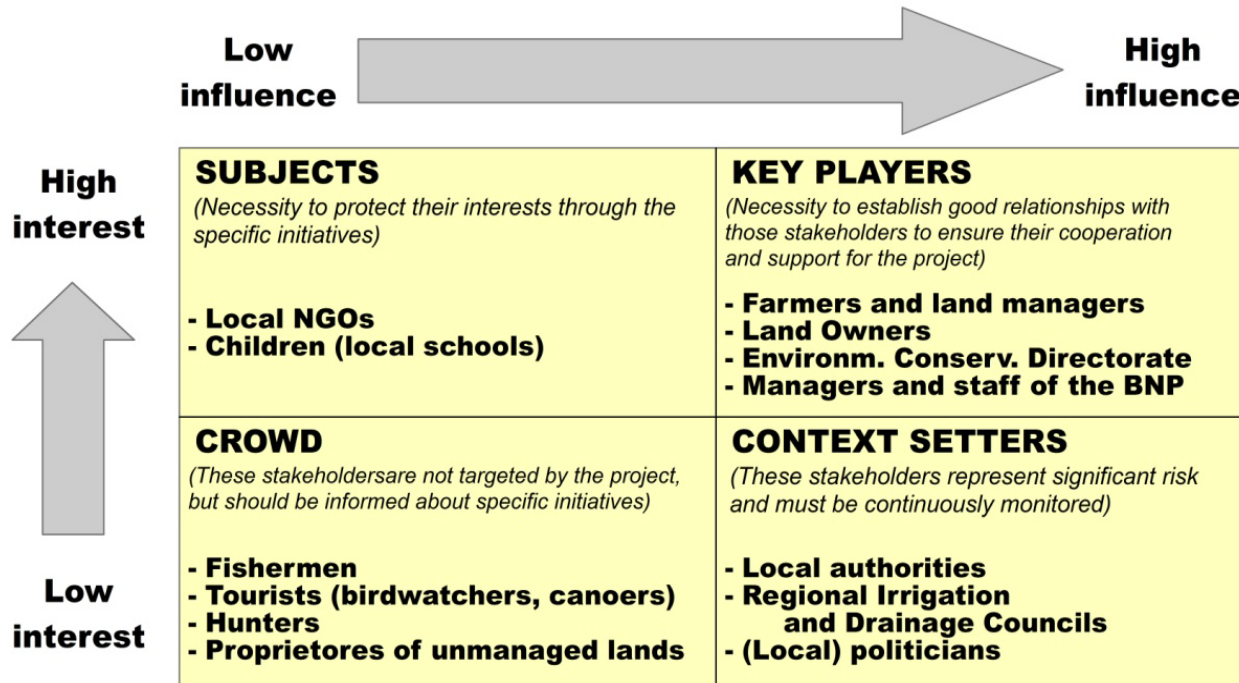 Low
influence
High
influence
High
interest
Low
interest
SUBJECTS
(Necessity to protect their interests through the
specific initiatives)
- Local NGOs
- Children (local schools)
KEY PLAYERS
(Necessity to establish good relationships with
those stakeholders to ensure their cooperation
and support for the project)
- Farmers and land managers
- Land Owners
- Environm. Conserv. Directorate
- Managers and staff of the BNP
CROWD
(These stakeholdersare not targeted by the project,
but should be informed about specific initiatives)
- Fishermen
- Tourists (birdwatchers, canoers)
- Hunters
- Proprietores of unmanaged lands
CONTEXT SETTERS
(These stakeholders represent significant risk
and must be continuously monitored)
- Local authorities
- Regional Irrigation
and Drainage Councils
- (Local) politicians